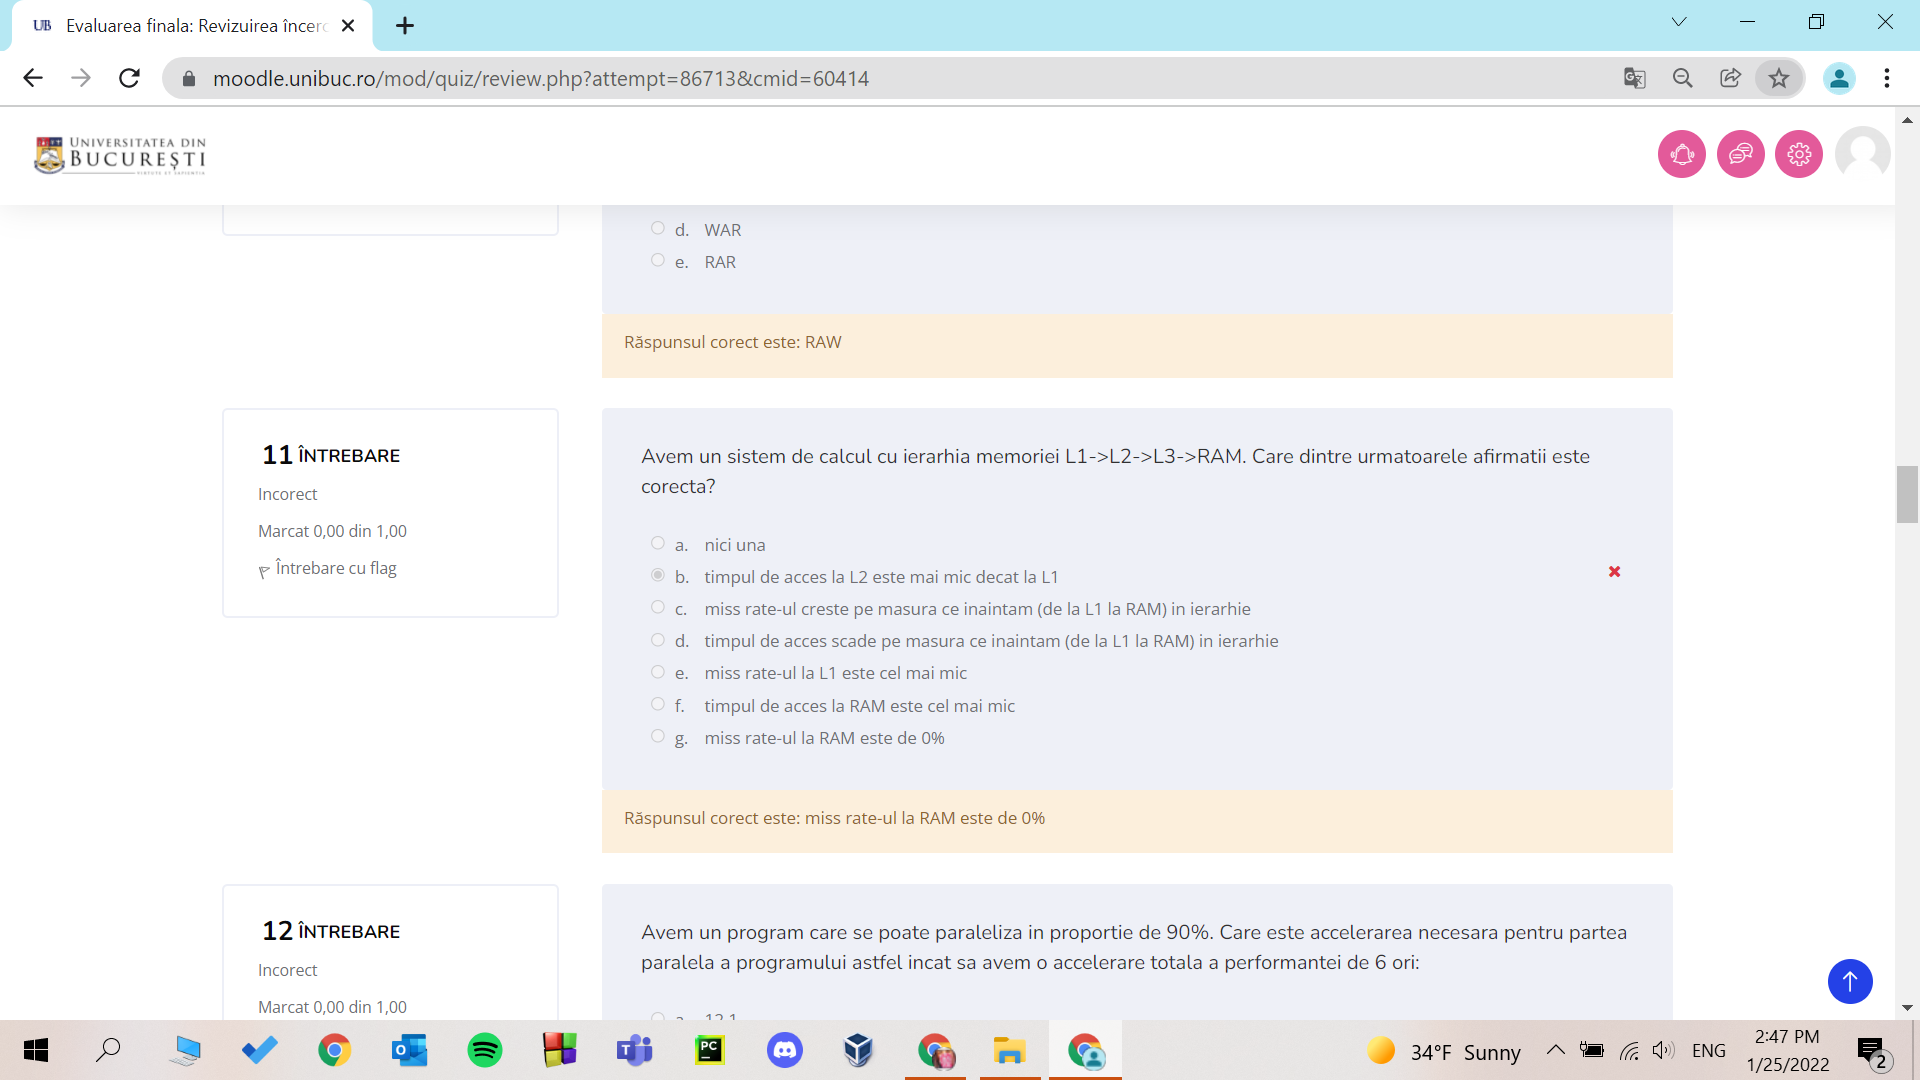 UB Evaluarea finala: Revizuirea încerc
moodle.unibuc.ro/mod/quiz/review.php?attempt=86713&cmid=60414
UNIVERSITATEA DIN
BUCUREȘTI
VIRTUTE ET SAPIENTIA
d. WAR
e. RAR
Răspunsul corect este: RAW
11 ÎNTREBARE
Incorect
Marcat 0,00 din 1,00
Întrebare cu flag
Avem un sistem de calcul cu ierarhia memoriei L1->L2->L3->RAM. Care dintre urmatoarele afirmatii este
corecta?
a. nici una
b. timpul de acces la L2 este mai mic decat la L1
c. miss rate-ul creste pe masura ce inaintam (de la L1 la RAM) in ierarhie
d. timpul de acces scade pe masura ce inaintam (de la L1 la RAM) in ierarhie
e. miss rate-ul la L1 este cel mai mic
f. timpul de acces la RAM este cel mai mic
g. miss rate-ul la RAM este de 0%
Răspunsul corect este: miss rate-ul la RAM este de 0%
12 ÎNTREBARE
Incorect
Marcat 0,00 din 1,00
Avem un program care se poate paraleliza in proportie de 90%. Care este accelerarea necesara pentru partea
paralela a programului astfel incat sa avem o accelerare totala a performantei de 6 ori:
34°F Sunny
ENG
2:47 PM
1/25/2022
2